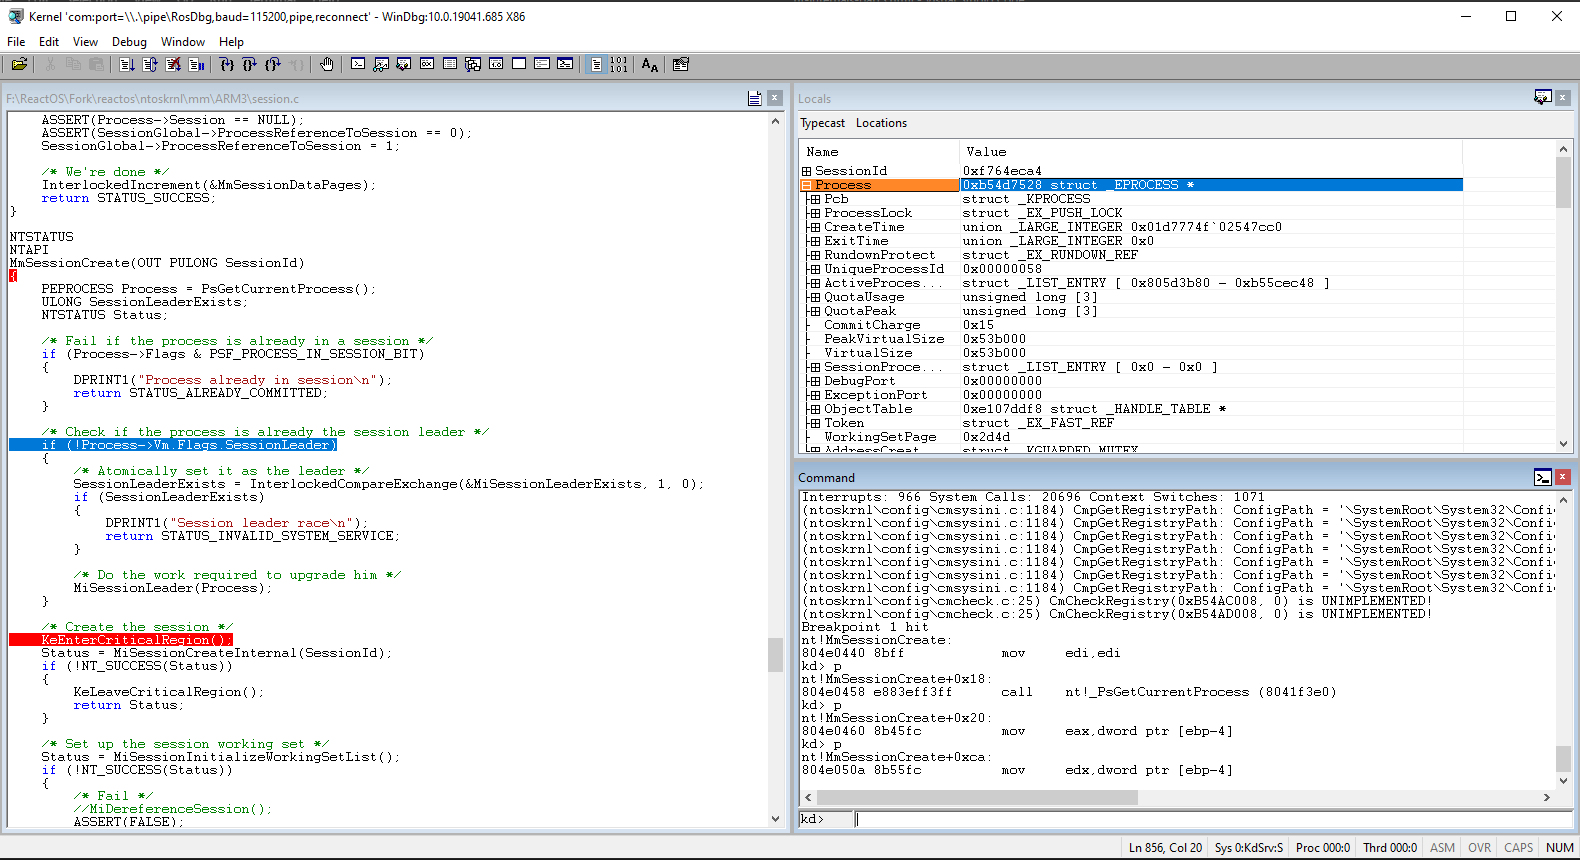 Kernel 'com:port=\\.\pipe\RosDbg,baud=115200,pipe,reconnect' - WinDbg:10.0.19041.685 X86
File Edit View Debug Window Help
F:\ReactOS\Fork\reactos\ntoskrnl\mm\ARM3\session.c
ASSERT(Process->Session == NULL);
ASSERT(SessionGlobal->ProcessReferenceToSession == 0);
SessionGlobal->ProcessReferenceToSession = 1;
/* We're done */
InterlockedIncrement(&MmSessionDataPages);
return STATUS_SUCCESS;
}
NTSTATUS
NTAPI
MmSessionCreate(OUT PULONG SessionId)
{
PEPROCESS Process = PsGetCurrentProcess();
ULONG SessionLeaderExists;
NTSTATUS Status;
/* Fail if the process is already in a session */
if (Process->Flags & PSF_PROCESS_IN_SESSION_BIT)
{
DPRINT1("Process already in session\n");
return STATUS_ALREADY_COMMITTED;
}
/* Check if the process is already the session leader */
if (!Process->Vm.Flags.SessionLeader)
{
/* Atomically set it as the leader */
SessionLeaderExists = InterlockedCompareExchange(&MiSessionLeaderExists, 1, 0);
if (SessionLeaderExists)
{
DPRINT1("Session leader race\n");
return STATUS_INVALID_SYSTEM_SERVICE;
}
/* Do the work required to upgrade him */
MiSessionLeader(Process);
}
/* Create the session */
KeEnterCriticalRegion();
Status = MiSessionCreateInternal(SessionId);
if (!NT_SUCCESS(Status))
{
KeLeaveCriticalRegion();
return Status;
}
/* Set up the session working set */
Status = MiSessionInitializeWorkingSetList();
if (!NT_SUCCESS(Status))
{
/* Fail */
//MiDereferenceSession();
ASSERT(FALSE);
Locals
Typecast Locations
Name Value
SessionId 0xf764eca4
Process 0xb54d7528 struct _EPROCESS *
Pcb struct _KPROCESS
ProcessLock struct _EX_PUSH_LOCK
CreateTime union _LARGE_INTEGER 0x01d7774f`02547cc0
ExitTime union _LARGE_INTEGER 0x0
RundownProtect struct _EX_RUNDOWN_REF
UniqueProcessId 0x00000058
ActiveProces... struct _LIST_ENTRY [ 0x805d3b80 - 0xb55cec48 ]
QuotaUsage unsigned long [3]
QuotaPeak unsigned long [3]
CommitCharge 0x15
PeakVirtualSize 0x53b000
VirtualSize 0x53b000
SessionProce... struct _LIST_ENTRY [ 0x0 - 0x0 ]
DebugPort 0x00000000
ExceptionPort 0x00000000
ObjectTable 0xe107ddf8 struct _HANDLE_TABLE *
Token struct _EX_FAST_REF
WorkingSetPage 0x2d4d
AddressCreat... struct _KGUARDED_MUTEX
Command
Interrupts: 966 System Calls: 20696 Context Switches: 1071
(ntoskrnl\config\cmsysini.c:1184) CmpGetRegistryPath: ConfigPath = '\SystemRoot\System32\Config
(ntoskrnl\config\cmsysini.c:1184) CmpGetRegistryPath: ConfigPath = '\SystemRoot\System32\Config
(ntoskrnl\config\cmsysini.c:1184) CmpGetRegistryPath: ConfigPath = '\SystemRoot\System32\Config
(ntoskrnl\config\cmsysini.c:1184) CmpGetRegistryPath: ConfigPath = '\SystemRoot\System32\Config
(ntoskrnl\config\cmsysini.c:1184) CmpGetRegistryPath: ConfigPath = '\SystemRoot\System32\Config
(ntoskrnl\config\cmsysini.c:1184) CmpGetRegistryPath: ConfigPath = '\SystemRoot\System32\Config
(ntoskrnl\config\cmsysini.c:1184) CmpGetRegistryPath: ConfigPath = '\SystemRoot\System32\Config
(ntoskrnl\config\cmcheck.c:25) CmCheckRegistry(0xB54AC008, 0) is UNIMPLEMENTED!
(ntoskrnl\config\cmcheck.c:25) CmCheckRegistry(0xB54AD008, 0) is UNIMPLEMENTED!
Breakpoint 1 hit
nt!MmSessionCreate:
804e0440 8bff mov edi,edi
kd> p
nt!MmSessionCreate+0x18:
804e0458 e883eff3ff call nt!_PsGetCurrentProcess (8041f3e0)
kd> p
nt!MmSessionCreate+0x20:
804e0460 8b45fc mov eax,dword ptr [ebp-4]
kd> p
nt!MmSessionCreate+0xca:
804e050a 8b55fc mov edx,dword ptr [ebp-4]
kd>
Ln 856, Col 20 Sys 0:KdSrv:S Proc 000:0 Thrd 000:0 ASM OVR CAPS NUM